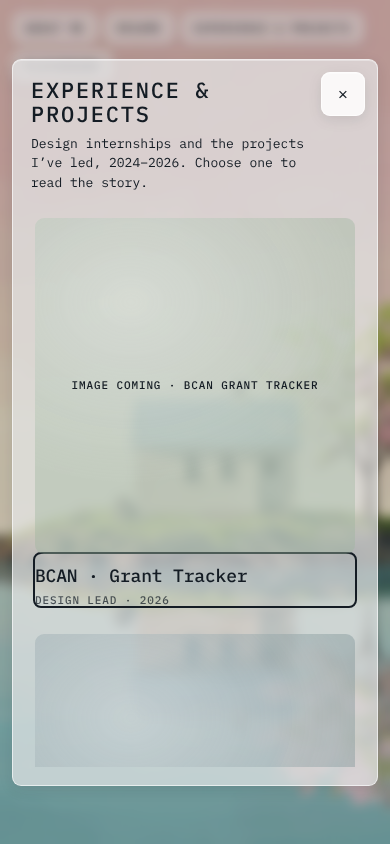 EXPERIENCE &
PROJECTS
×
Design internships and the projects
I’ve led, 2024–2026. Choose one to
read the story.
IMAGE COMING · BCAN GRANT TRACKER
BCAN · Grant Tracker
DESIGN LEAD · 2026